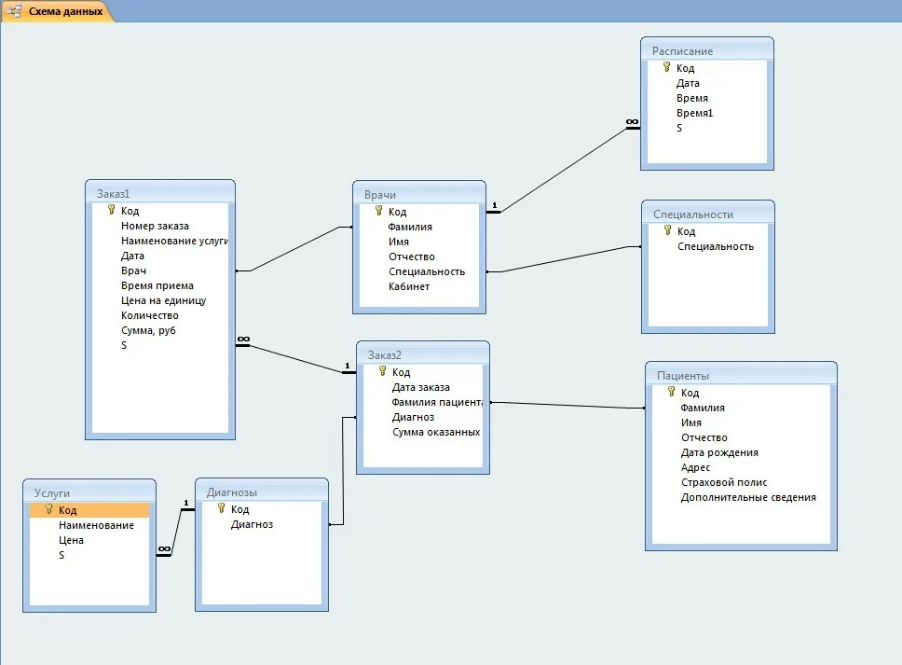 Схема данных
Расписание
Код
Дата
Время
Время1
S
∞
Заказ1
Код
Номер заказа
Наименование услуги
Дата
Врач
Время приема
Цена на единицу
Количество
Сумма, руб
S
∞
Врачи
Код
Фамилия
Имя
Отчество
Специальность
Кабинет
1
Специальности
Код
Специальность
Заказ2
Код
Дата заказа
Фамилия пациента
Диагноз
Сумма оказанных
1
Пациенты
Код
Фамилия
Имя
Отчество
Дата рождения
Адрес
Страховой полис
Дополнительные сведения
Услуги
Код
Наименование
Цена
S
∞
Диагнозы
Код
Диагноз
1